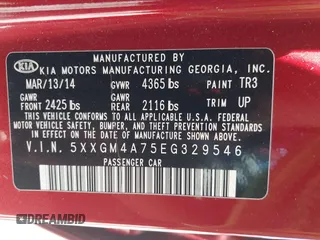 MANUFACTURED BY
KIA KIA MOTORS MANUFACTURING GEORGIA, INC.
MAR/13/14 GVWR 4365 lbs PAINT TR3
GAWR FRONT 2425 lbs GAWR REAR 2116 lbs TRIM UP
THIS VEHICLE CONFORMS TO ALL APPLICABLE
FEDERAL MOTOR VEHICLE SAFETY, BUMPER,
AND THEFT PREVENTION STANDARDS IN EFFECT ON
THE DATE OF MANUFACTURE SHOWN ABOVE.
V.I.N. 5XXGM4A75EG329546
PASSENGER CAR
DREAMBID